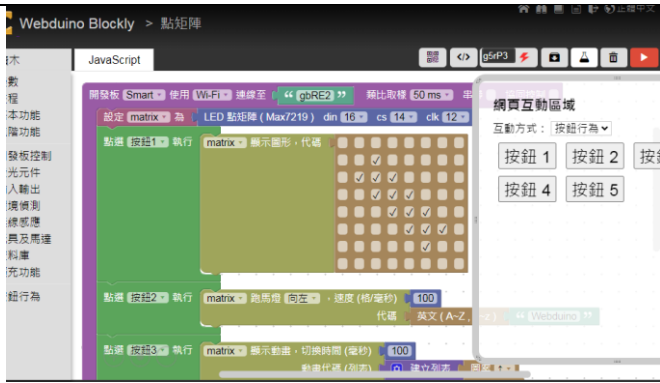 Webduino Blockly > 點矩陣
正體中文
JavaScript
g5rP3
開發板 Smart 使用 Wi-Fi 連線至 “ gbRE2 ” 類比取樣 50 ms
設定 matrix 為 LED 點矩陣 ( Max7219 ) din 16 cs 14 clk 12
點選 按鈕1 執行 matrix 顯示圖形，代碼
點選 按鈕2 執行 matrix 跑馬燈 向左 ，速度 (格/毫秒) 100
代碼 英文 ( A~Z , a~z ) “ Webduino ”
點選 按鈕3 執行 matrix 顯示動畫，切換時間 (毫秒) 100
動畫代碼 (列表) 建立列表
網頁互動區域
互動方式： 按鈕行為
按鈕 1 按鈕 2 按
按鈕 4 按鈕 5
木
數
程
本功能
階功能
發板控制
光元件
入輸出
境偵測
線感應
具及馬達
料庫
充功能
鈕行為